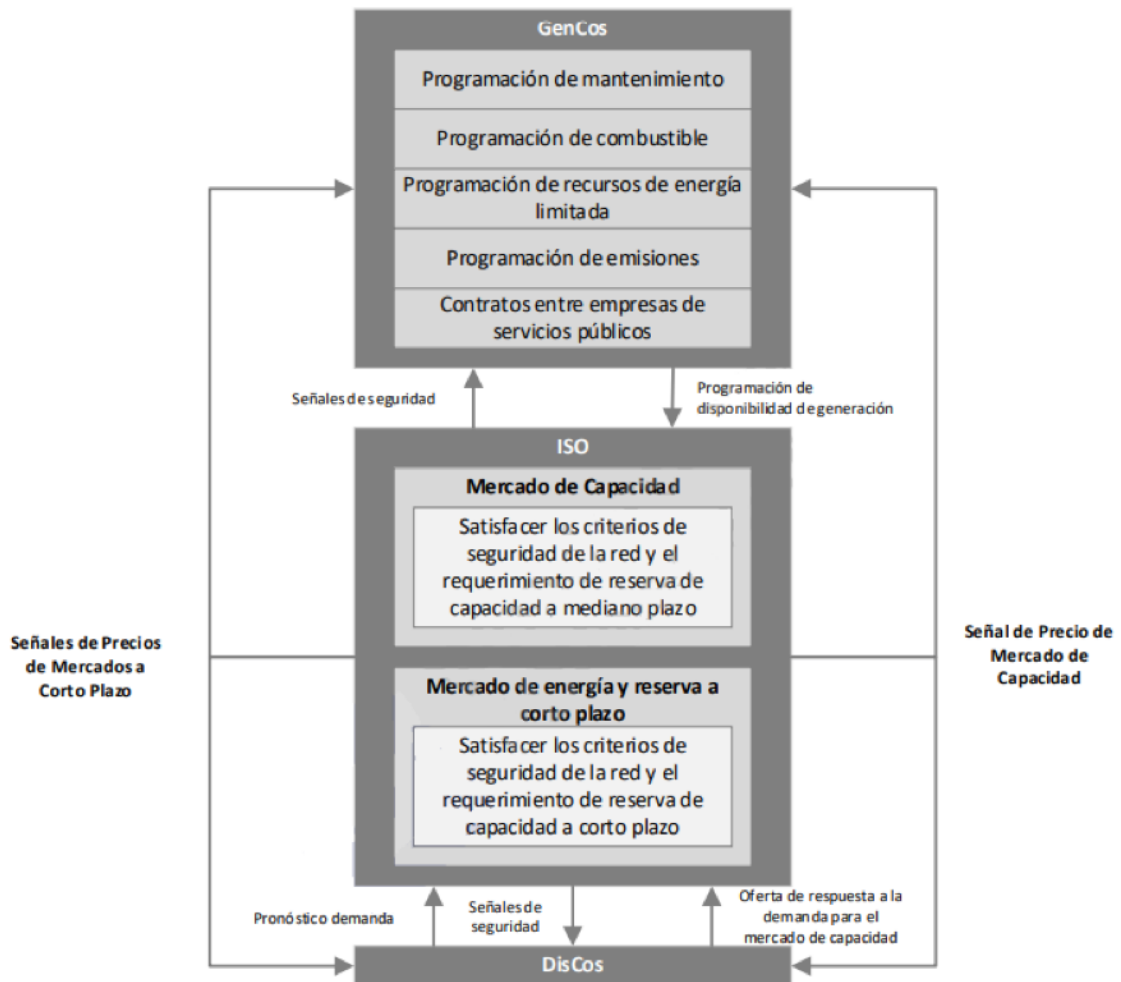 GenCos
Programación de mantenimiento
Programación de combustible
Programación de recursos de energía
limitada
Programación de emisiones
Contratos entre empresas de
servicios públicos
Señales de seguridad
Programación de
disponibilidad de generación
ISO
Mercado de Capacidad
Satisfacer los criterios de
seguridad de la red y el
requerimiento de reserva de
capacidad a mediano plazo
Señales de Precios
de Mercados a
Corto Plazo
Señal de Precio de
Mercado de
Capacidad
Mercado de energía y reserva a
corto plazo
Satisfacer los criterios de
seguridad de la red y el
requerimiento de reserva de
capacidad a corto plazo
Pronóstico demanda
Señales de
seguridad
Oferta de respuesta a la
demanda para el
mercado de capacidad
DisCos